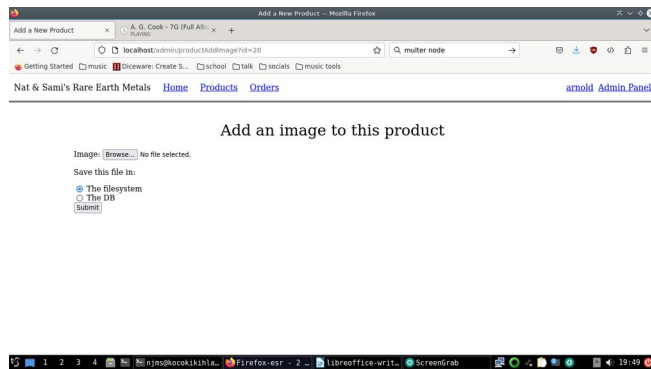 Add a New Product — Mozilla Firefox
Add a New Product
A. G. Cook - 7G (Full Alb
PLAYING
localhost/admin/productAddImage?id=20
multer node
Getting Started music Diceware: Create S... school talk socials music tools
Nat & Sami's Rare Earth Metals Home Products Orders arnold Admin Panel
Add an image to this product
Image: Browse... No file selected.
Save this file in:
The filesystem
The DB
Submit
1 2 3 4 njms@kocokikihla… Firefox-esr - 2 … libreoffice-writ… ScreenGrab 19:49